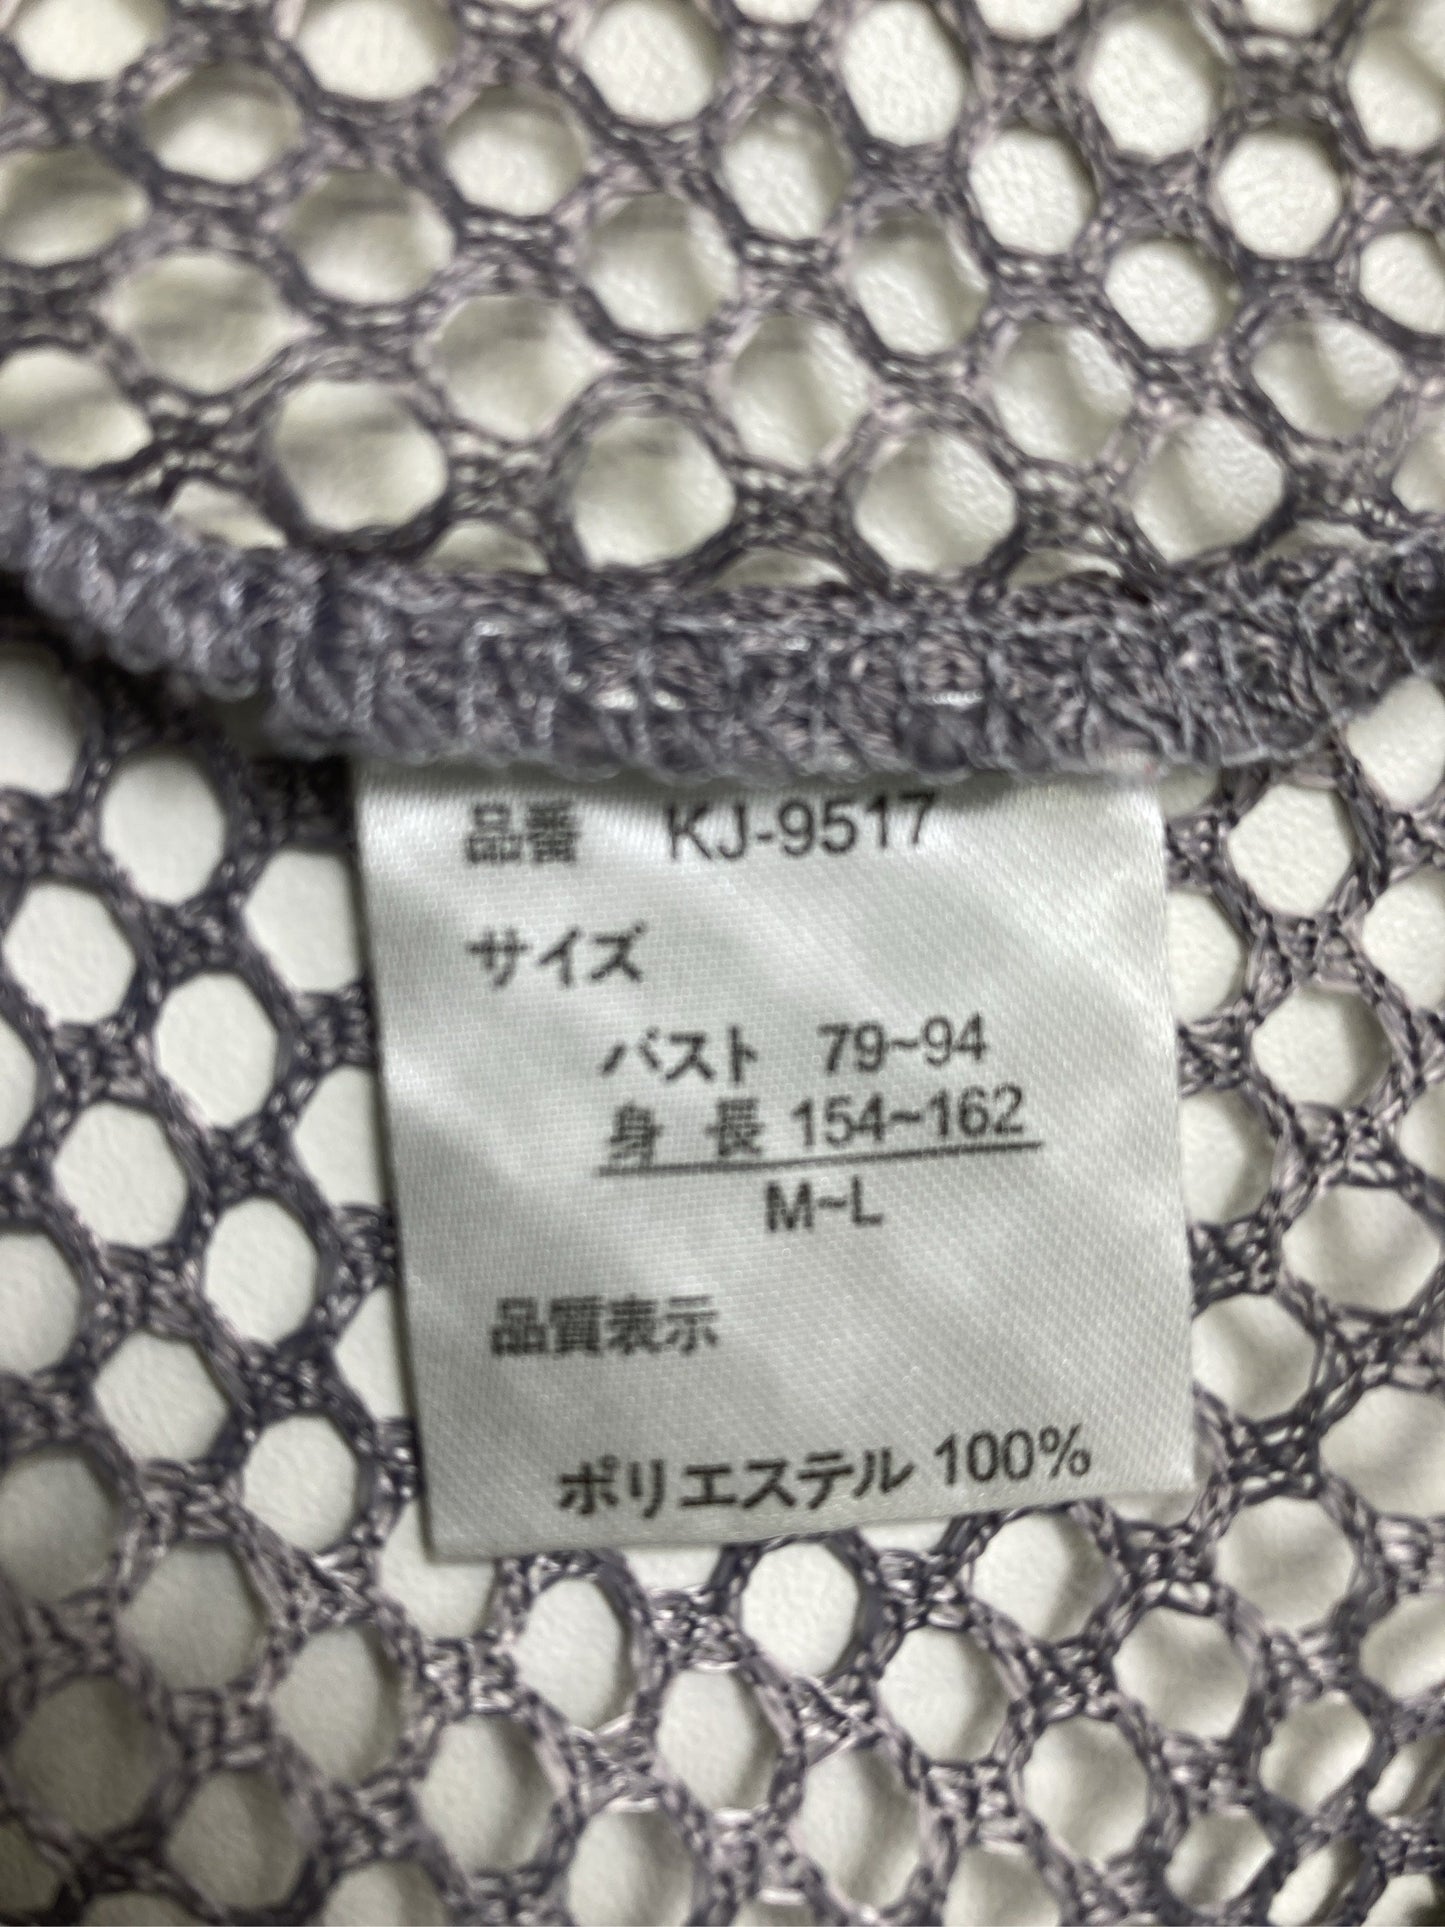 品番 KJ-9517
サイズ
バスト 79~94
身 長 154~162
M~L
品質表示
ポリエステル 100%